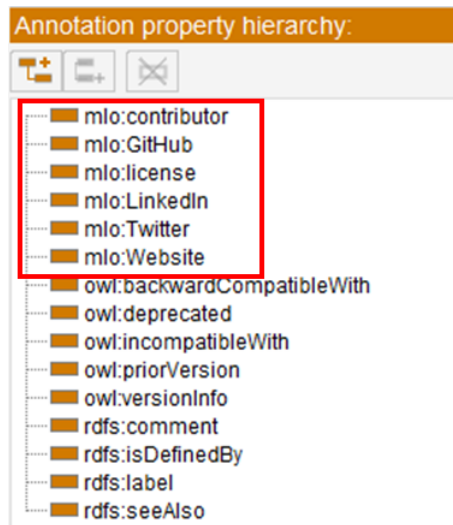 Annotation property hierarchy:
mlo:contributor
mlo:GitHub
mlo:license
mlo:LinkedIn
mlo:Twitter
mlo:Website
owl:backwardCompatibleWith
owl:deprecated
owl:incompatibleWith
owl:priorVersion
owl:versionInfo
rdfs:comment
rdfs:isDefinedBy
rdfs:label
rdfs:seeAlso